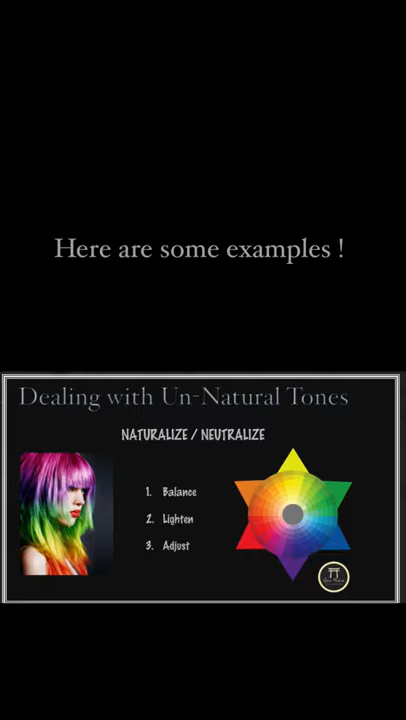 Here are some examples !
Dealing with Un-Natural Tones
NATURALIZE / NEUTRALIZE
1. Balance
2. Lighten
3. Adjust